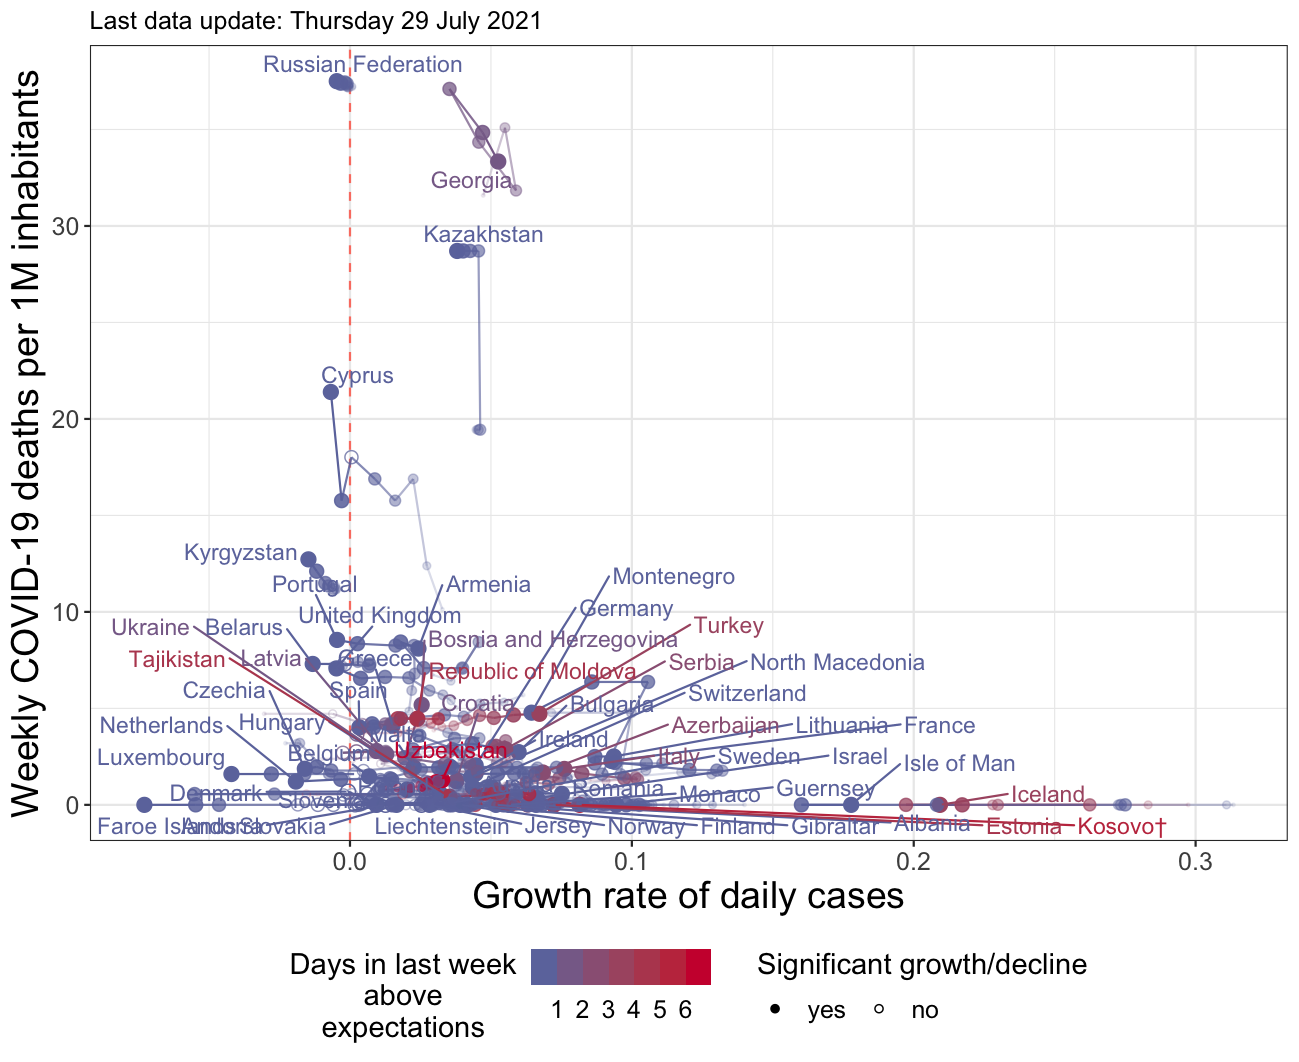 Last data update: Thursday 29 July 2021
Weekly COVID-19 deaths per 1M inhabitants
Russian Federation
Georgia
Kazakhstan
30
Cyprus
20
Kyrgyzstan
Portugal
Armenia
Montenegro
10
United Kingdom
Germany
Ukraine
Belarus
Bosnia and Herzegovina
Turkey
Tajikistan
Latvia
Greece
Republic of Moldova
Serbia
North Macedonia
Czechia
Spain
Croatia
Bulgaria
Switzerland
Netherlands
Hungary
Malta
Ireland
Azerbaijan
Lithuania
France
Luxembourg
Belgium
Uzbekistan
Italy
Sweden
Israel
Isle of Man
Denmark
Slovenia
Romania
Monaco
Guernsey
Iceland
0
Faroe Islands
Andorra
Slovakia
Liechtenstein
Jersey
Norway
Finland
Gibraltar
Albania
Estonia
Kosovo†
0.0
0.1
0.2
0.3
Growth rate of daily cases
Days in last week
above
expectations
1 2 3 4 5 6
Significant growth/decline
yes
no